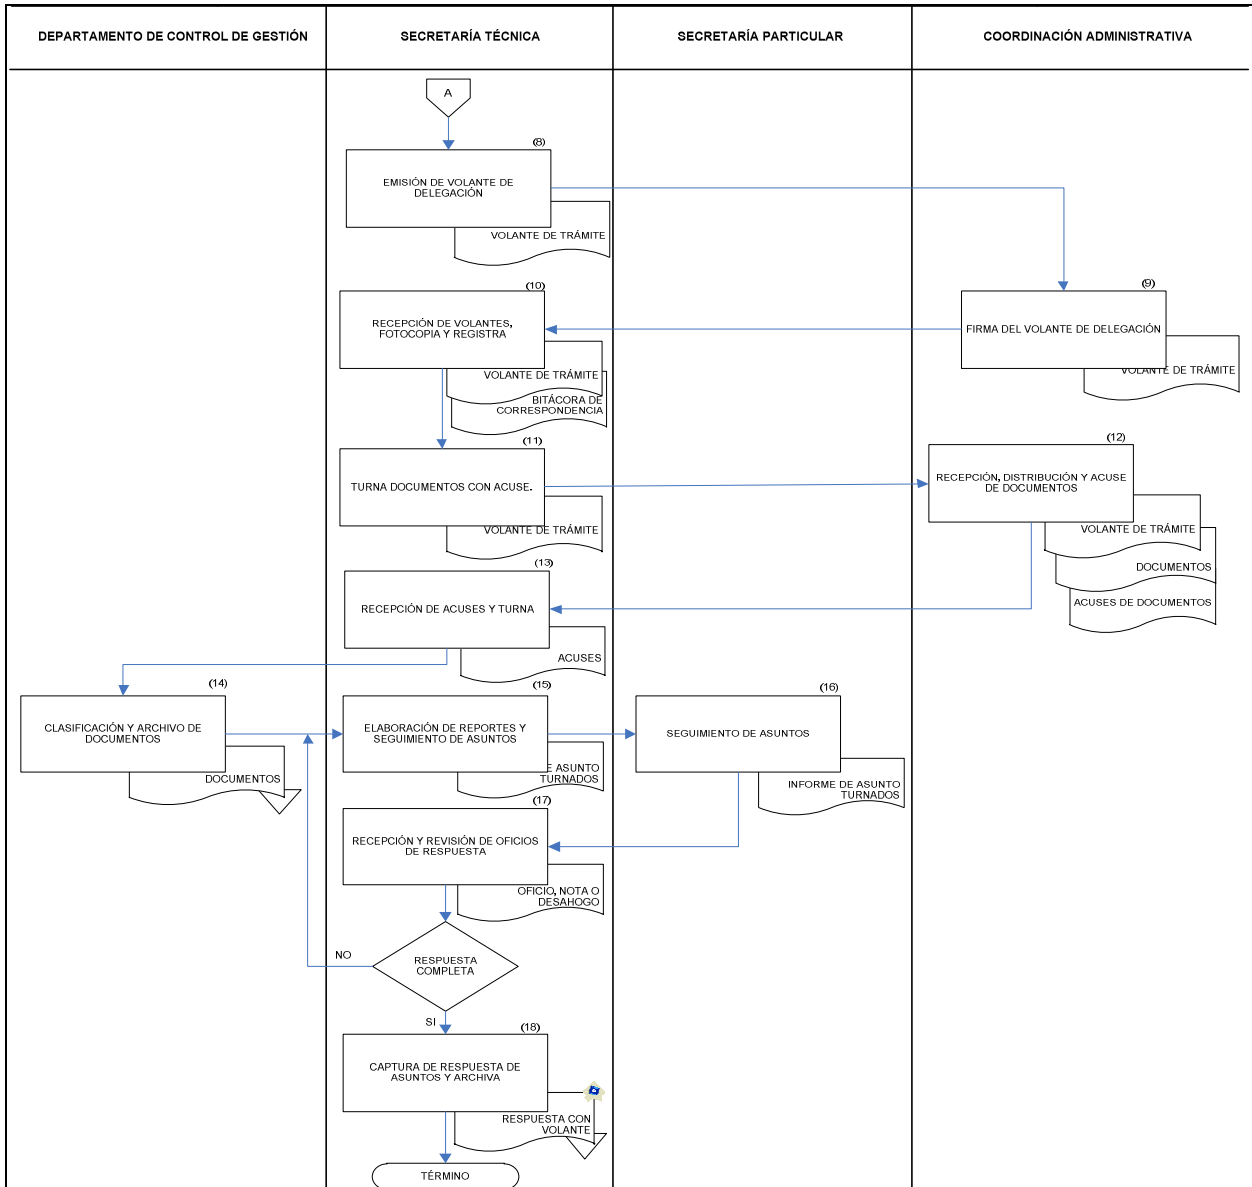 DEPARTAMENTO DE CONTROL DE GESTIÓN
SECRETARÍA TÉCNICA
SECRETARÍA PARTICULAR
COORDINACIÓN ADMINISTRATIVA
A
(8)
EMISIÓN DE VOLANTE DE
DELEGACIÓN
VOLANTE DE TRÁMITE
(9)
FIRMA DEL VOLANTE DE DELEGACIÓN
VOLANTE DE TRÁMITE
(10)
RECEPCIÓN DE VOLANTES,
FOTOCOPIA Y REGISTRA
VOLANTE DE TRÁMITE
BITÁCORA DE
CORRESPONDENCIA
(11)
TURNA DOCUMENTOS CON ACUSE.
VOLANTE DE TRÁMITE
(12)
RECEPCIÓN, DISTRIBUCIÓN Y ACUSE
DE DOCUMENTOS
VOLANTE DE TRÁMITE
DOCUMENTOS
ACUSES DE DOCUMENTOS
(13)
RECEPCIÓN DE ACUSES Y TURNA
ACUSES
(14)
CLASIFICACIÓN Y ARCHIVO DE
DOCUMENTOS
DOCUMENTOS
(15)
ELABORACIÓN DE REPORTES Y
SEGUIMIENTO DE ASUNTOS
E ASUNTO
TURNADOS
(16)
SEGUIMIENTO DE ASUNTOS
INFORME DE ASUNTO
TURNADOS
(17)
RECEPCIÓN Y REVISIÓN DE OFICIOS
DE RESPUESTA
OFICIO, NOTA O
DESAHOGO
NO
RESPUESTA
COMPLETA
SI
(18)
CAPTURA DE RESPUESTA DE
ASUNTOS Y ARCHIVA
RESPUESTA CON
VOLANTE
TÉRMINO